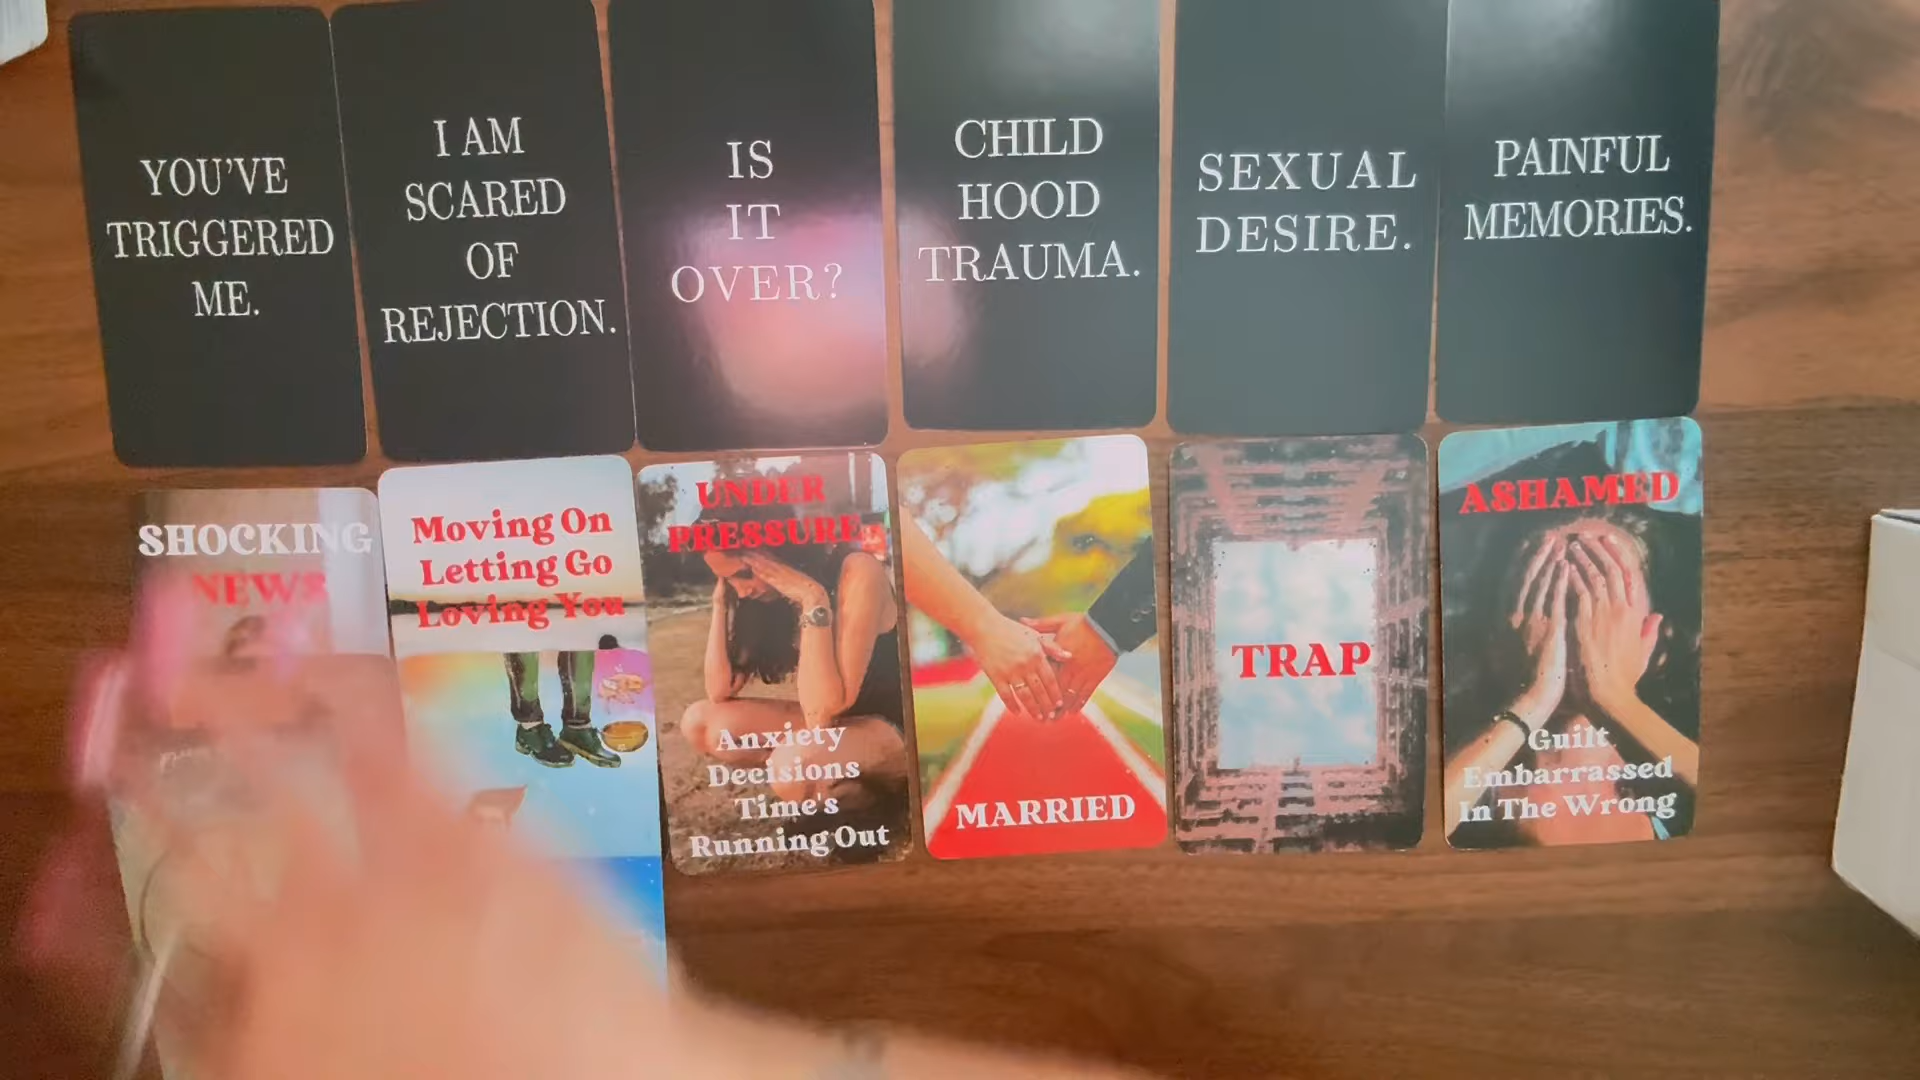 YOU'VE
TRIGGERED
ME.
I AM
SCARED
OF
REJECTION.
IS
IT
OVER?
CHILD
HOOD
TRAUMA.
SEXUAL
DESIRE.
PAINFUL
MEMORIES.
SHOCKING
NEWS
Moving On
Letting Go
Loving You
UNDER
PRESSURE
Anxiety
Decisions
Time's
Running Out
MARRIED
TRAP
ASHAMED
Guilt
Embarrassed
In The Wrong